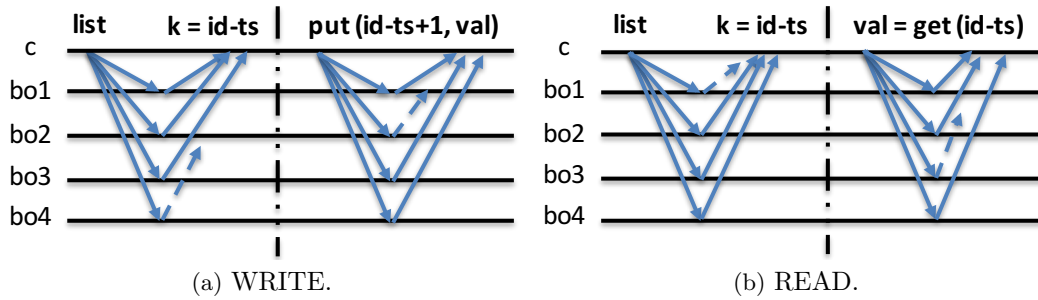 list k = id-ts put (id-ts+1, val)
c
bo1
bo2
bo3
bo4
(a) WRITE.
list k = id-ts val = get (id-ts)
c
bo1
bo2
bo3
bo4
(b) READ.